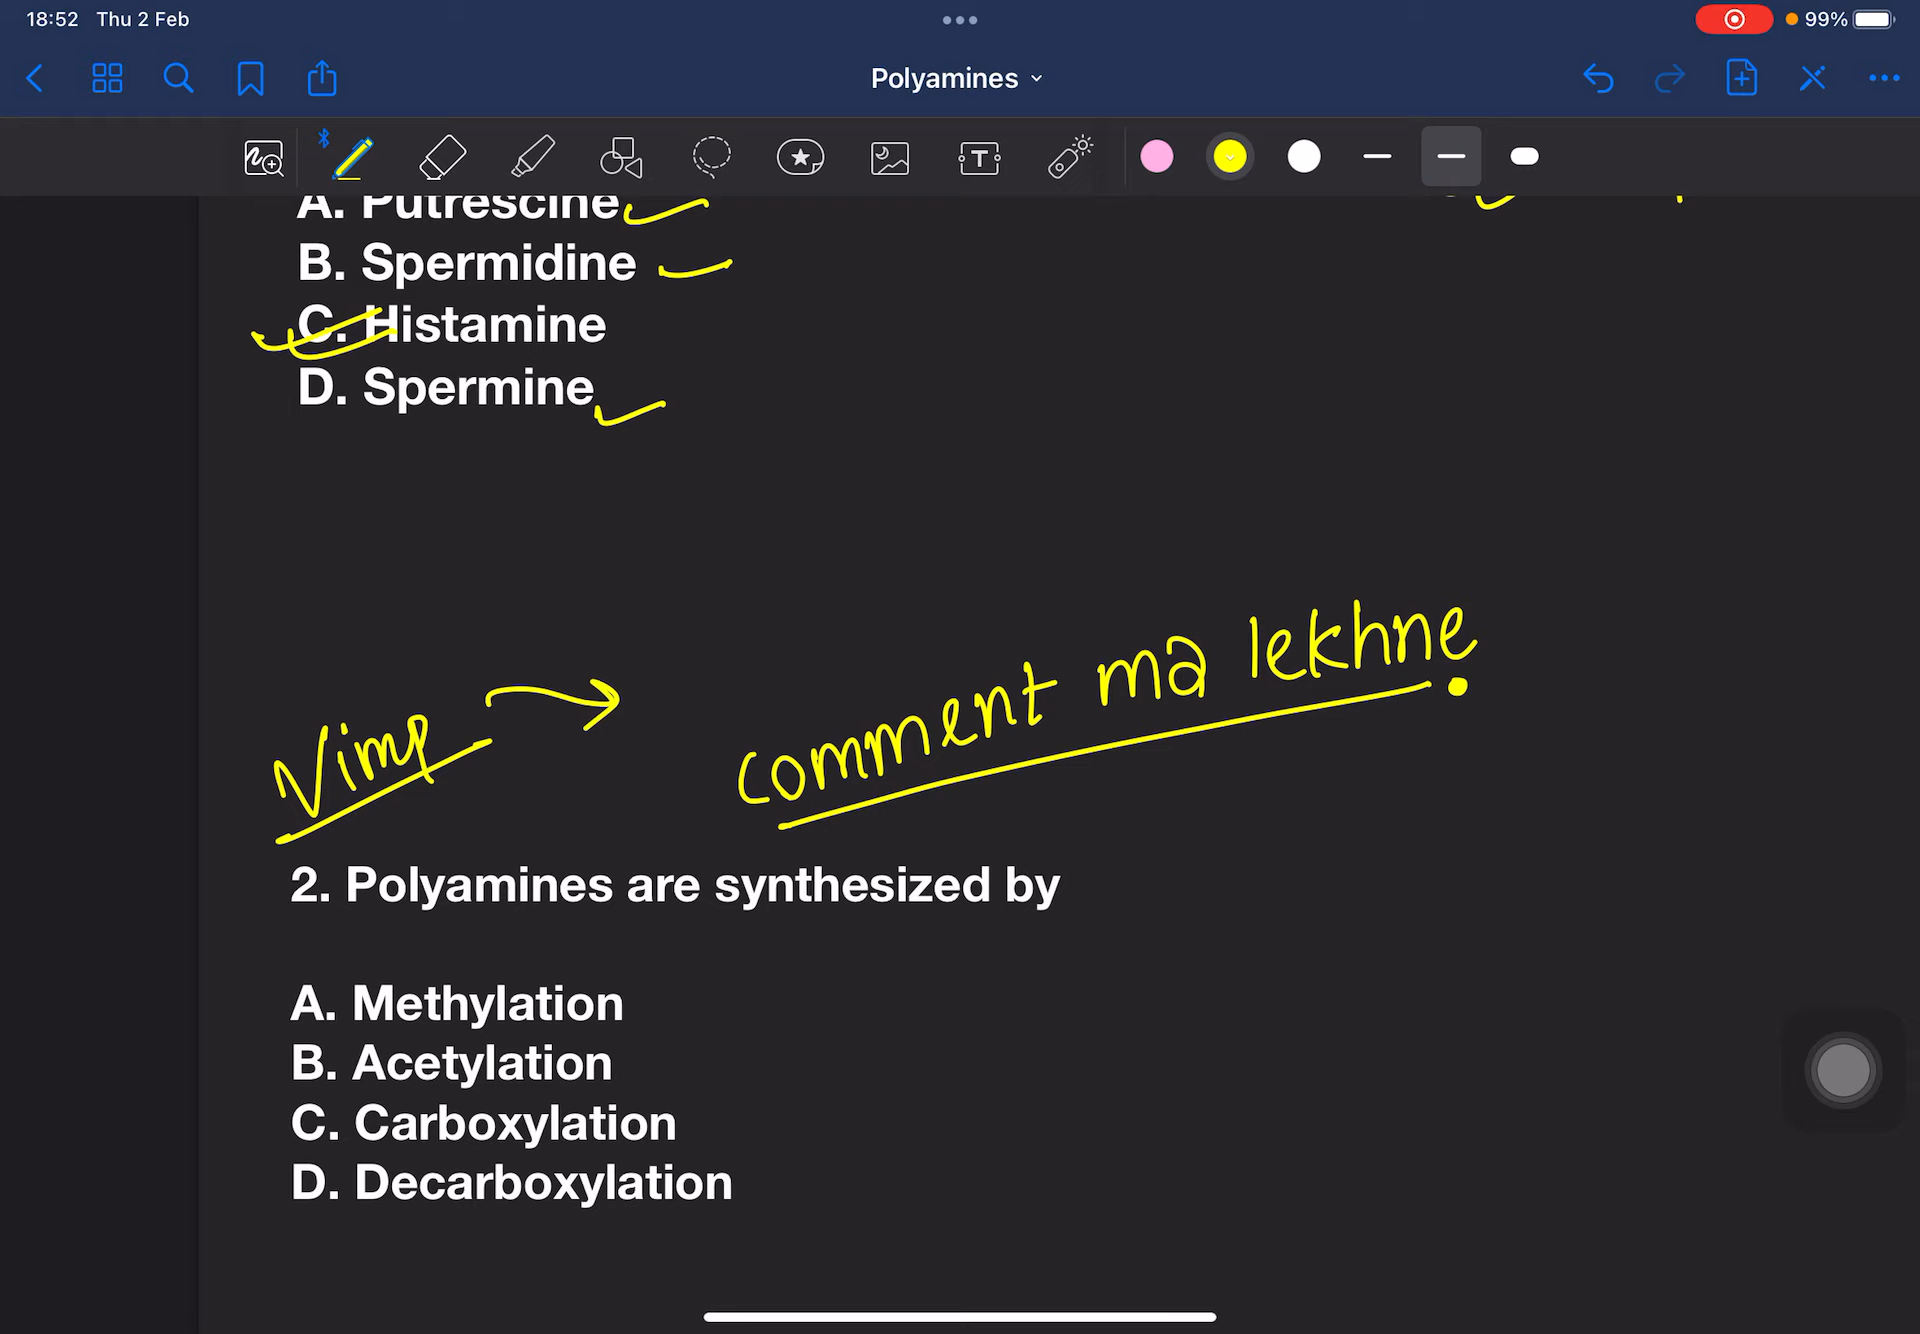 18:52 Thu 2 Feb
99%
Polyamines
T
A. Putrescine
B. Spermidine
C. Histamine
D. Spermine
Vimp
comment ma lekhne
2. Polyamines are synthesized by
A. Methylation
B. Acetylation
C. Carboxylation
D. Decarboxylation